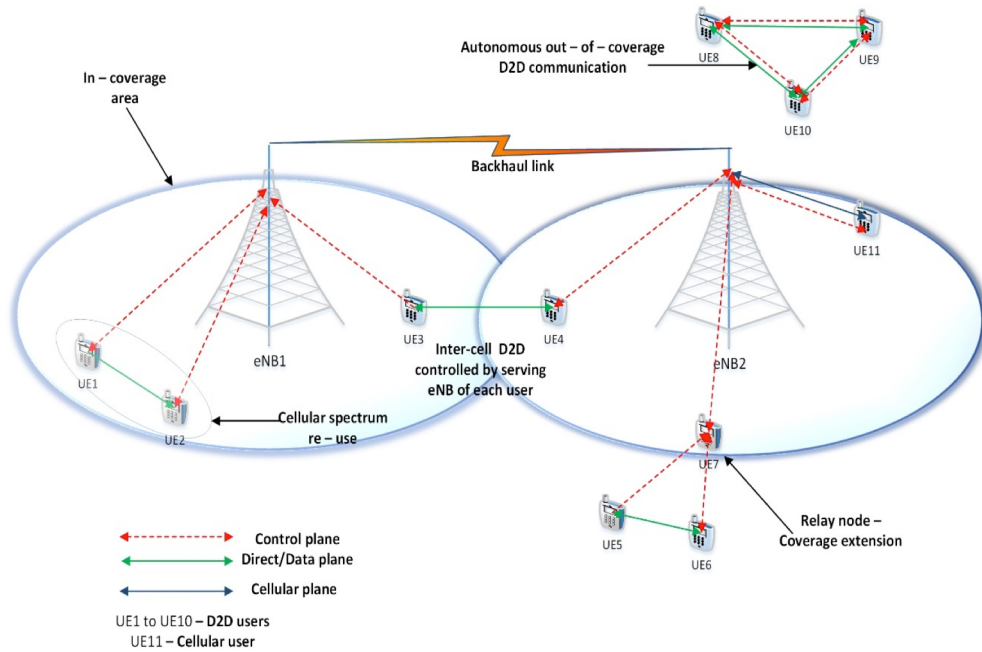 UE8
UE9
UE10
Autonomous out – of – coverage
D2D communication
In – coverage
area
Backhaul link
UE11
UE3
UE4
eNB1
eNB2
UE1
UE2
Inter-cell D2D
controlled by serving
eNB of each user
Cellular spectrum
re – use
UE7
UE5
UE6
Relay node –
Coverage extension
Control plane
Direct/Data plane
Cellular plane
UE1 to UE10 – D2D users
UE11 – Cellular user